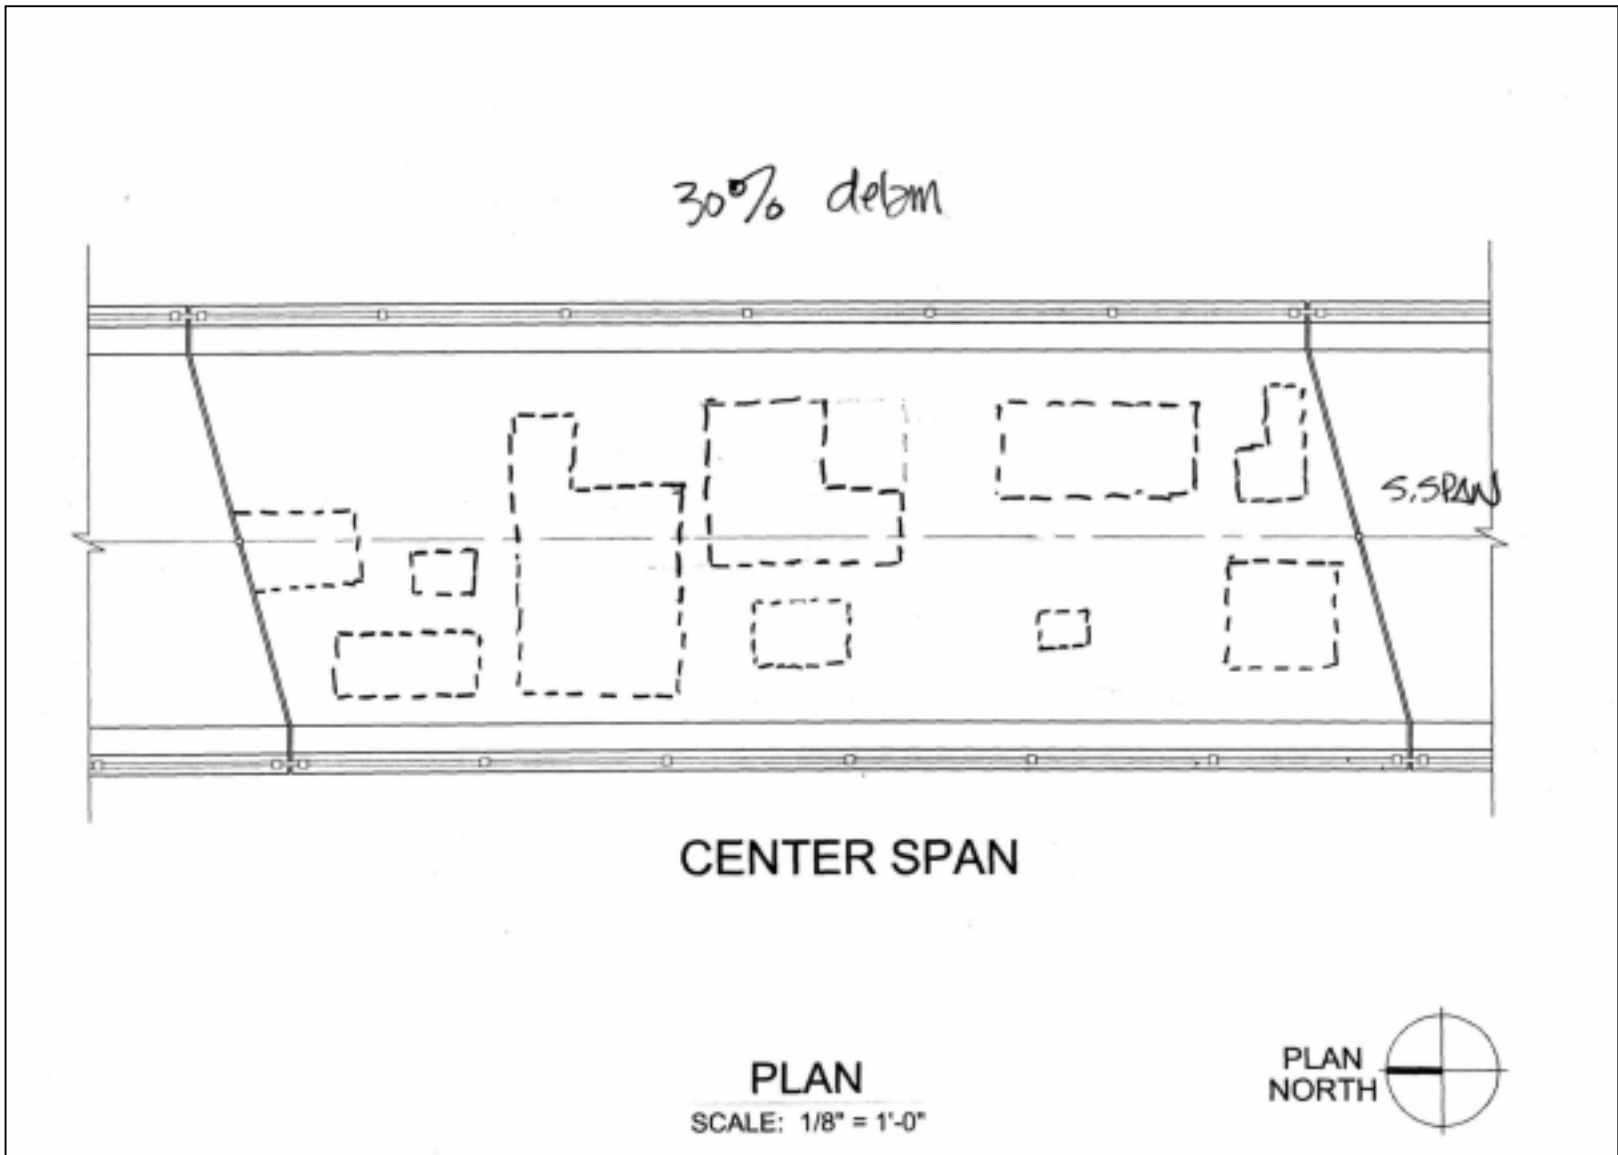 30% delam
S.SPAN
CENTER SPAN
PLAN
SCALE: 1/8" = 1'-0"
PLAN
NORTH